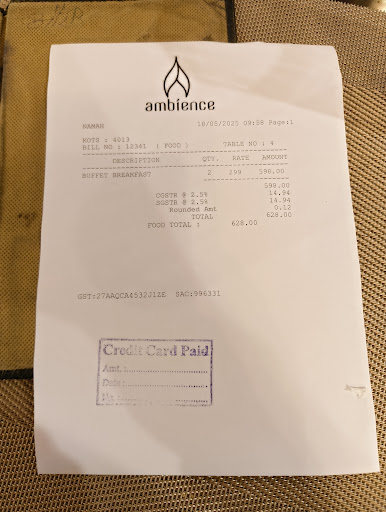 ambience
NAMAN 18/05/2025 09:38 Page:1
KOTS : 4013
BILL NO : 12341 ( FOOD ) TABLE NO : 4
DESCRIPTION QTY. RATE AMOUNT
BUFFET BREAKFAST 2 299 598.00
598.00
CGSTR @ 2.5% 14.94
SGSTR @ 2.5% 14.94
Rounded Amt 0.12
TOTAL 628.00
FOOD TOTAL : 628.00
GST:27AAQCA4532J1ZE SAC:996331
Credit Card Paid
Amt. :
Date :